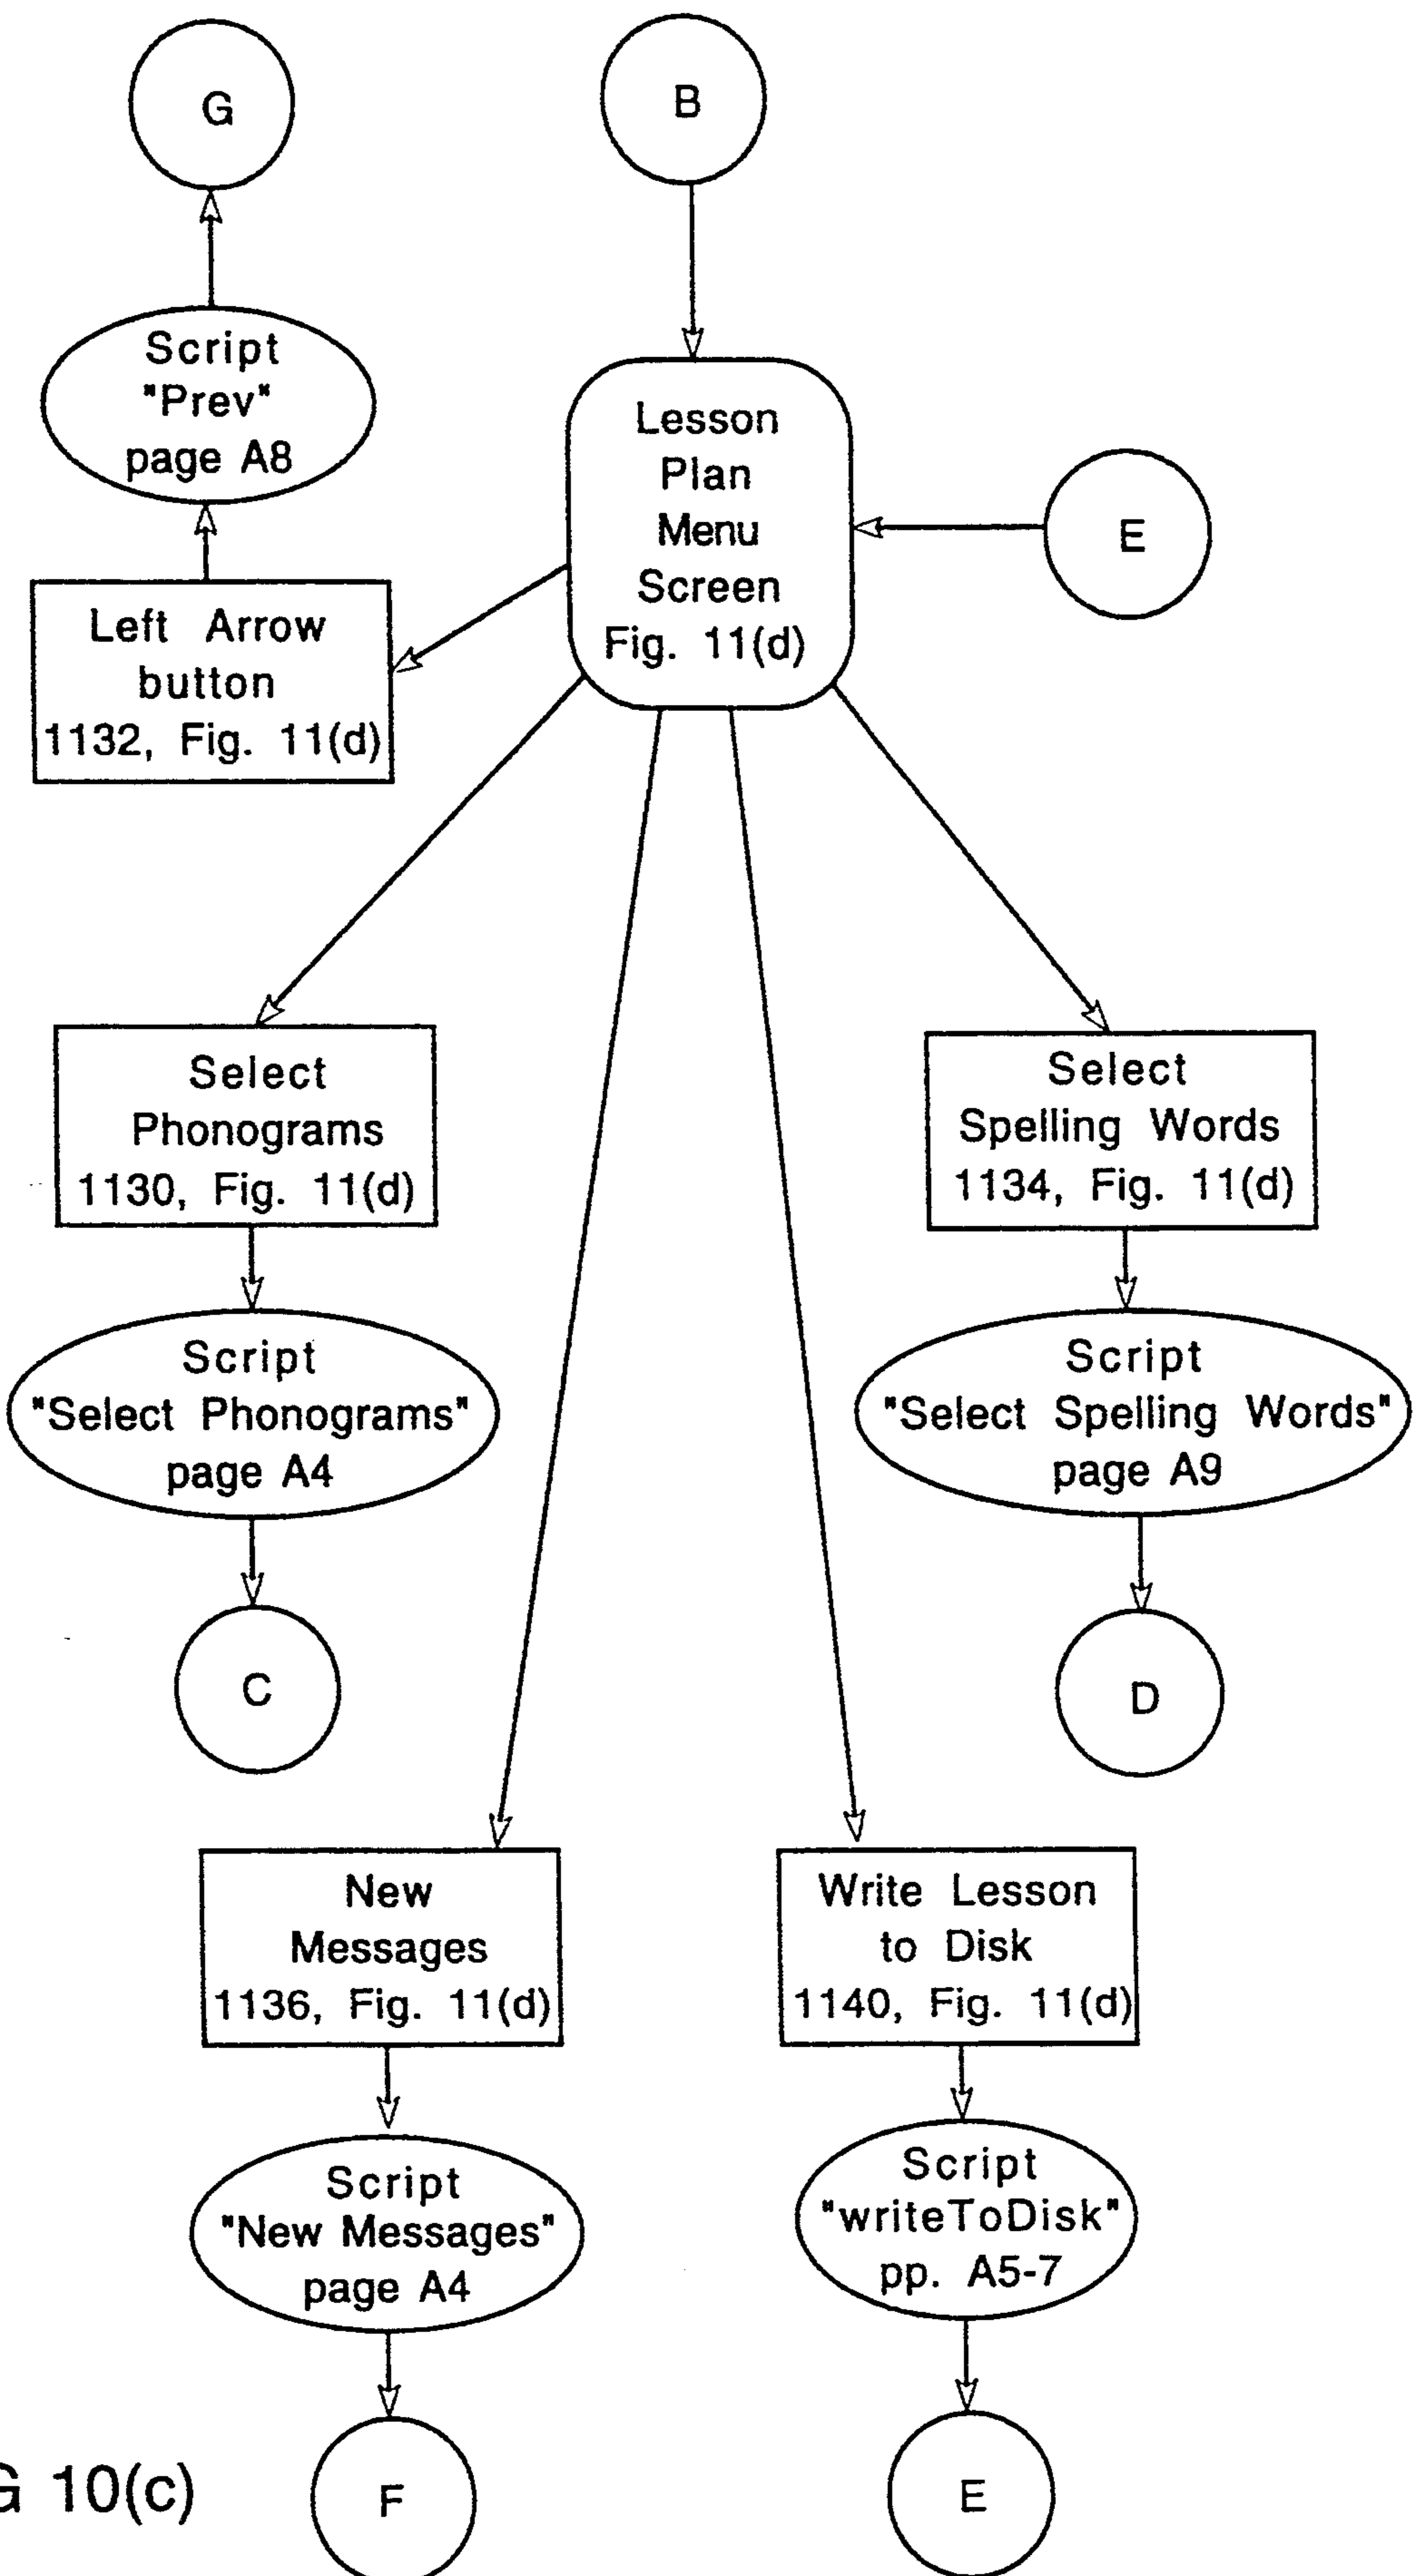 G
B
Script
"Prev"
page A8
Lesson
Plan
Menu
Screen
Fig. 11(d)
E
Left Arrow
button
1132, Fig. 11(d)
Select
Phonograms
1130, Fig. 11(d)
Select
Spelling Words
1134, Fig. 11(d)
Script
"Select Phonograms"
page A4
Script
"Select Spelling Words"
page A9
C
D
New
Messages
1136, Fig. 11(d)
Write Lesson
to Disk
1140, Fig. 11(d)
Script
"New Messages"
page A4
Script
"writeToDisk"
pp. A5-7
G 10(c)
F
E